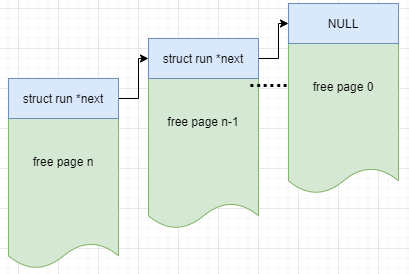 struct run *next
free page n
struct run *next
free page n-1
NULL
free page 0